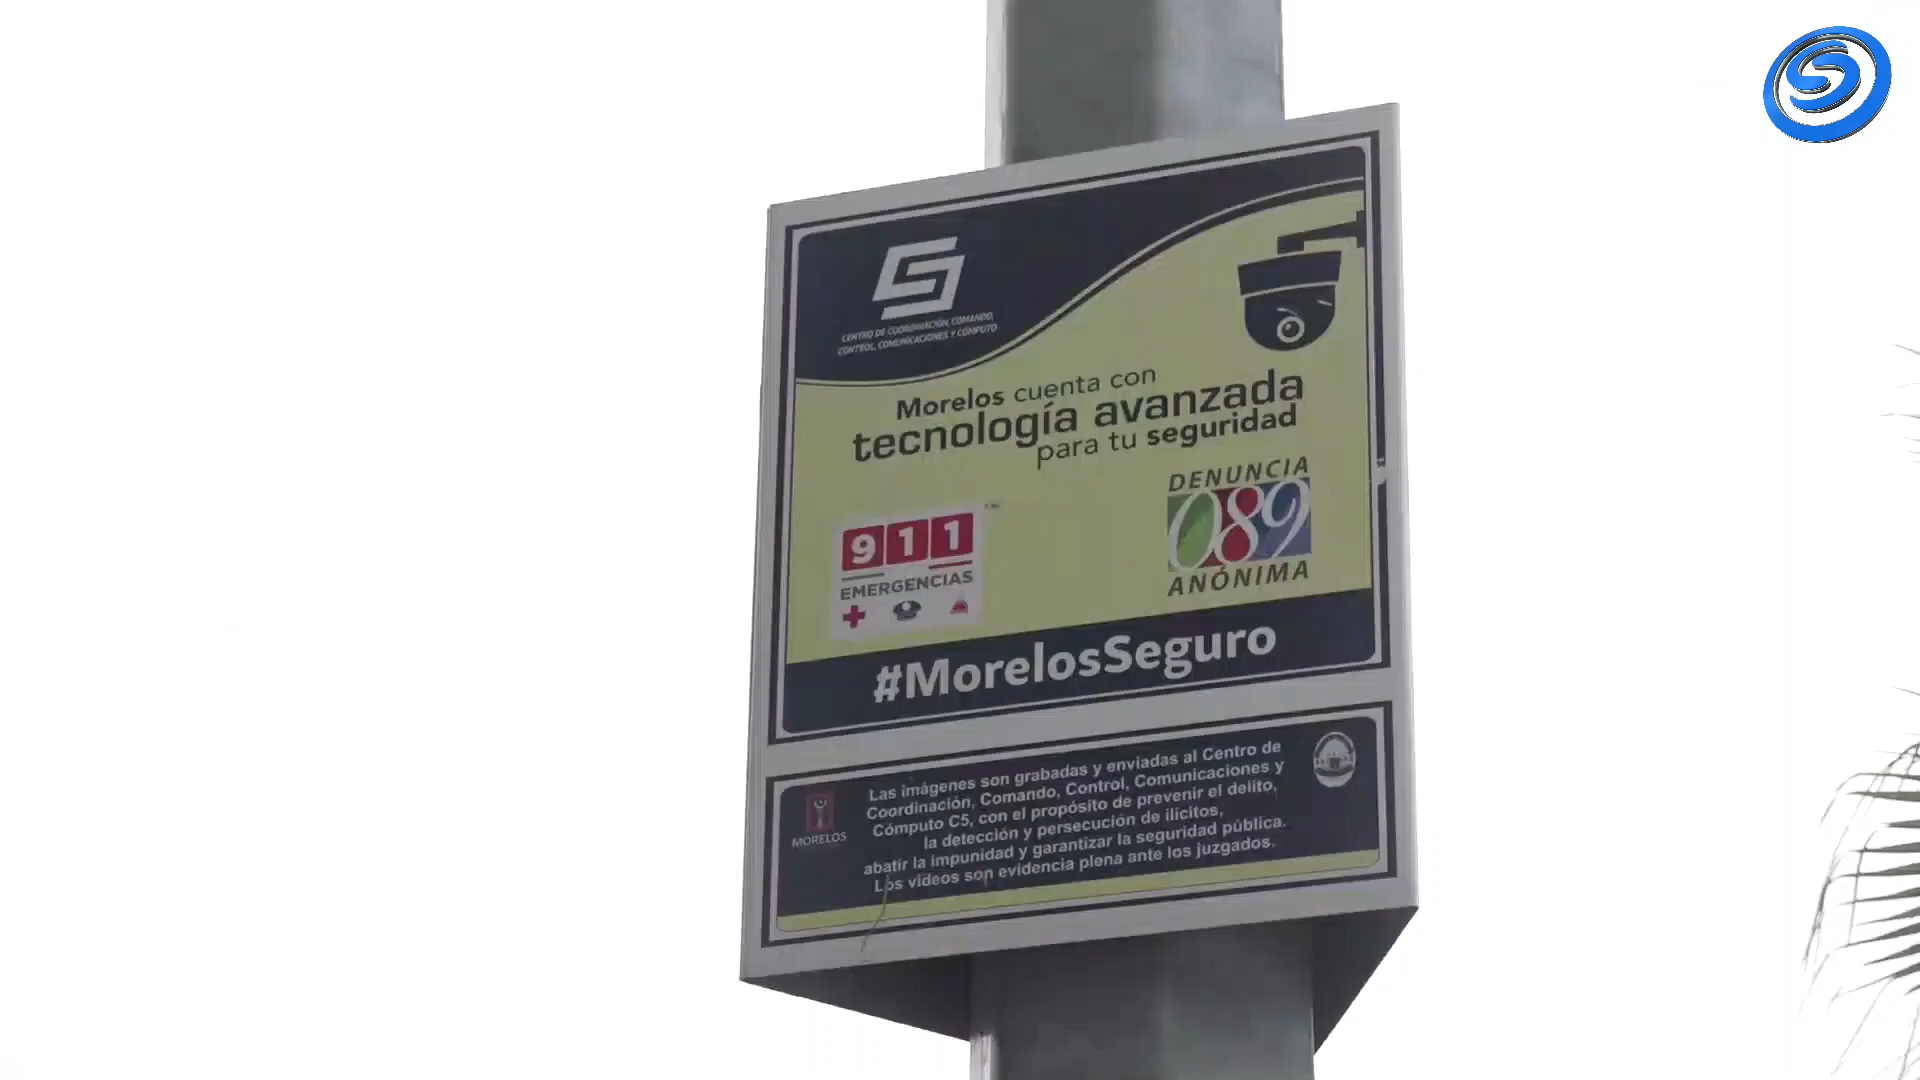 CENTRO DE COORDINACIÓN, COMANDO,
CONTROL, COMUNICACIONES Y CÓMPUTO
Morelos cuenta con
tecnología avanzada
para tu seguridad
911
EMERGENCIAS
DENUNCIA
089
ANÓNIMA
#MorelosSeguro
MORELOS
Las imágenes son grabadas y enviadas al Centro de
Coordinación, Comando, Control, Comunicaciones y
Cómputo C5, con el propósito de prevenir el delito,
la detección y persecución de ilícitos,
abatir la impunidad y garantizar la seguridad pública.
Los videos son evidencia plena ante los juzgados.